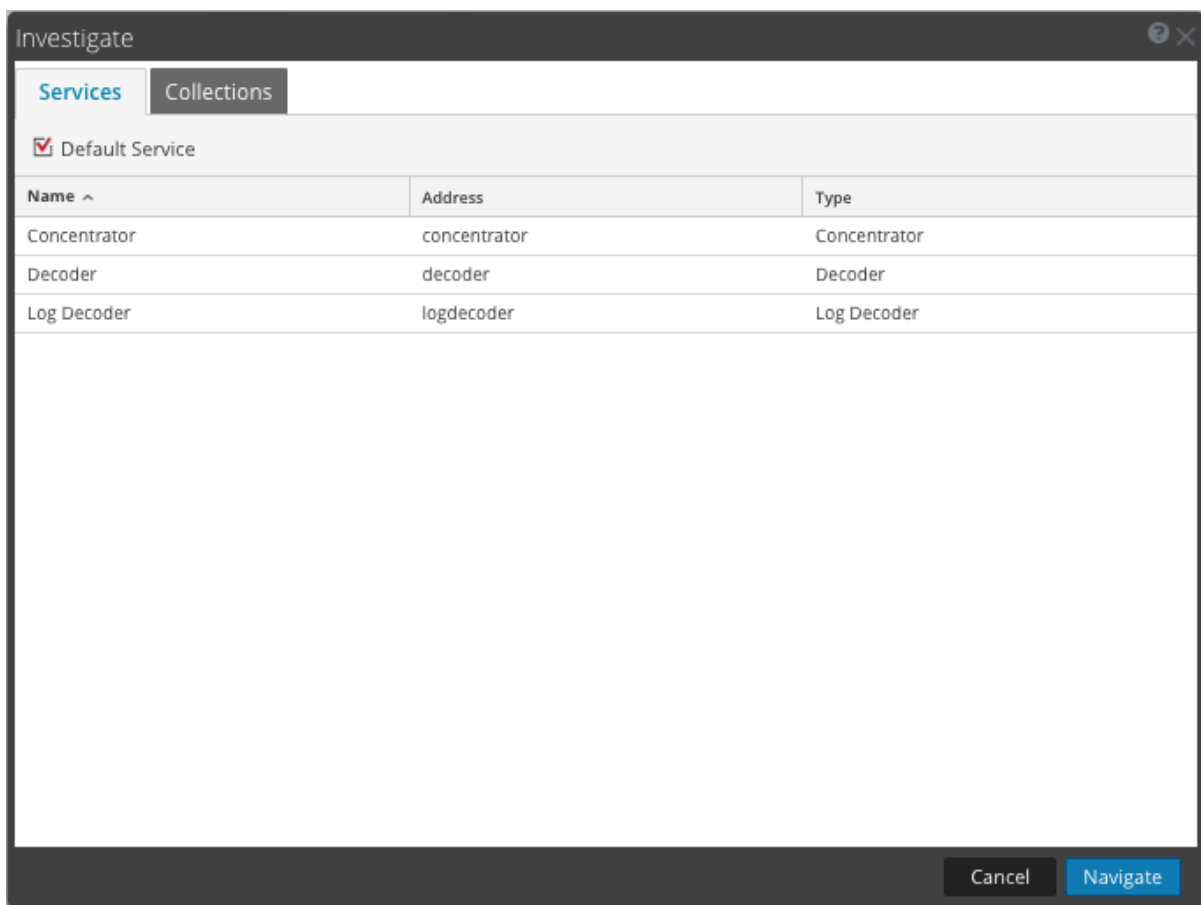 Investigate
Services Collections
Default Service
Name Address Type
Concentrator concentrator Concentrator
Decoder decoder Decoder
Log Decoder logdecoder Log Decoder
Cancel Navigate